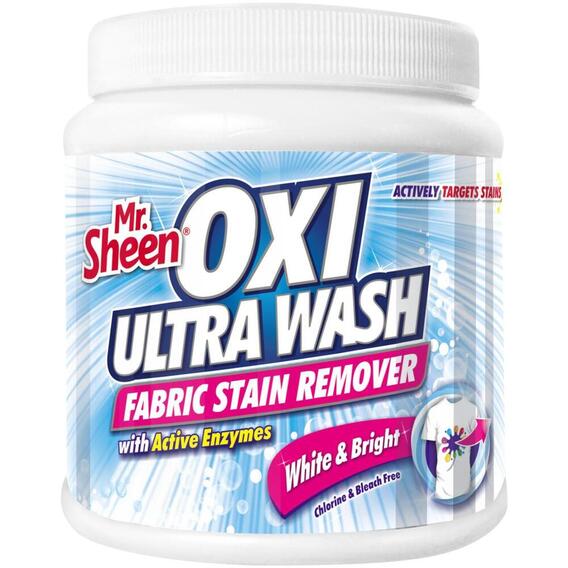 ACTIVELY TARGETS STAINS
Mr.
Sheen®
OXI
ULTRA WASH
FABRIC STAIN REMOVER
with Active Enzymes
White & Bright
Chlorine & Bleach Free